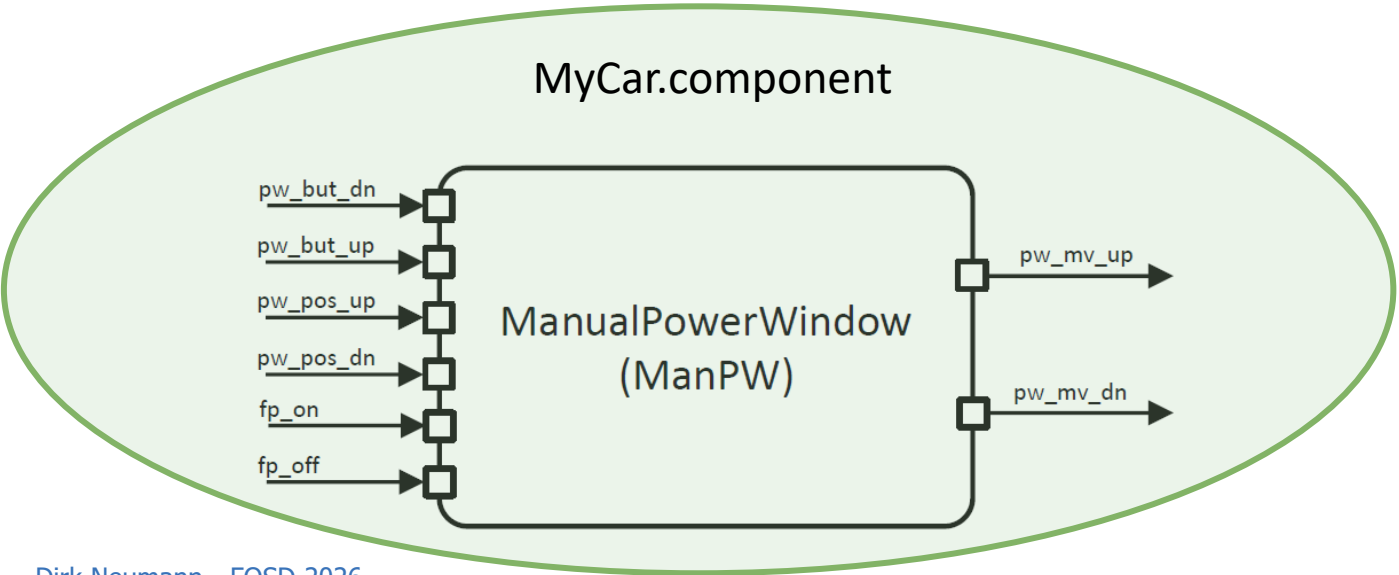 MyCar.component
pw_but_dn
pw_but_up
pw_pos_up
pw_pos_dn
fp_on
fp_off
ManualPowerWindow
(ManPW)
pw_mv_up
pw_mv_dn